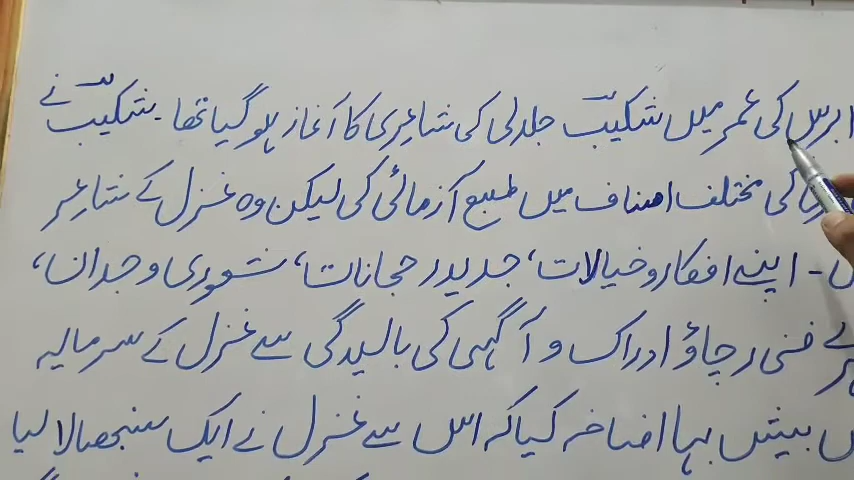 برس کی عمر میں شکیب جلالی کی شاعری کا آغاز ہو گیا تھا۔ شکیب نے
کی مختلف اصناف میں طبع آزمائی کی لیکن وہ غزل کے شاعر
۔ اپنے افکار و خیالات، جدید رجحانات، شعوری وجدان،
فنی رچاؤ ادراک و آگہی کی بالیدگی سے غزل کے سرمایہ
بیش بہا اضافہ کیا کہ اس سے غزل نے ایک سنبھالا لیا